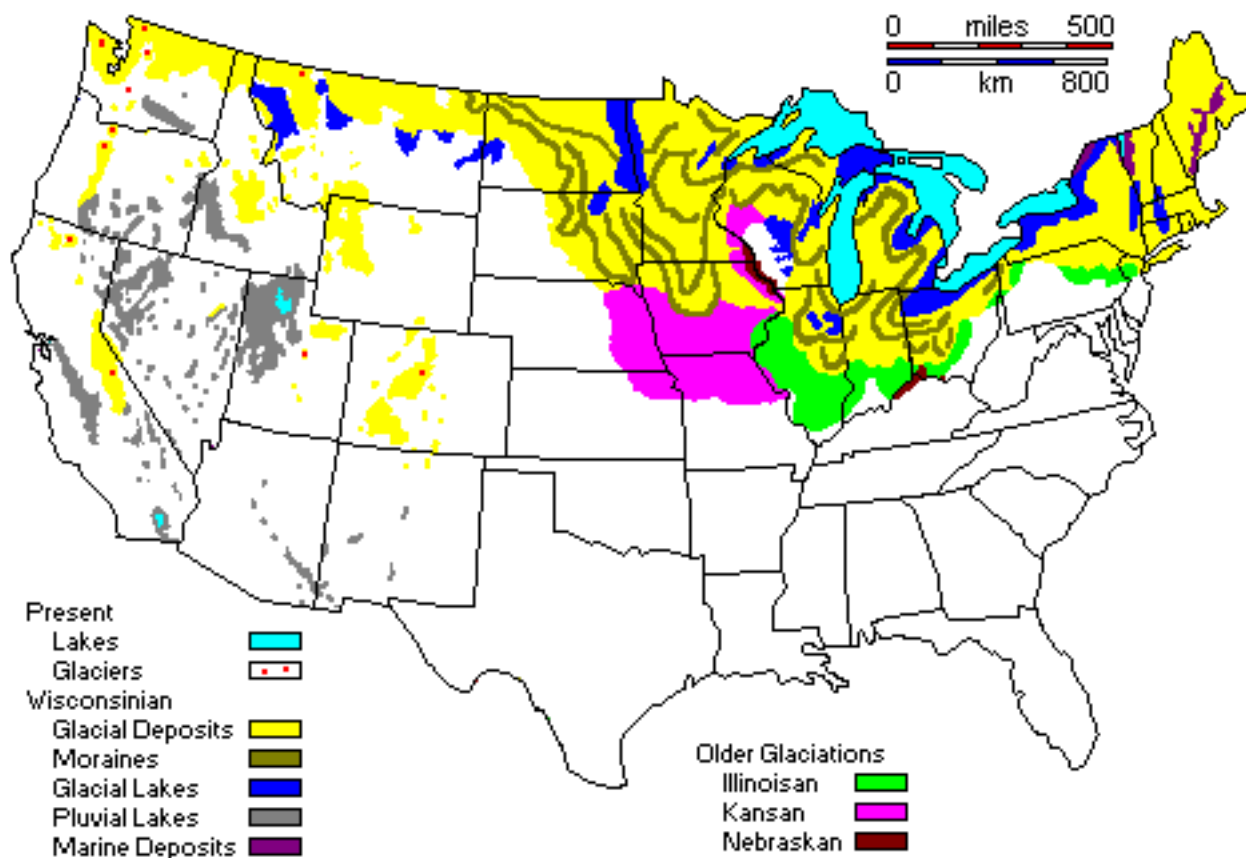 0 miles 500
0 km 800
Present
Lakes
Glaciers
Wisconsinian
Glacial Deposits
Moraines
Glacial Lakes
Pluvial Lakes
Marine Deposits
Older Glaciations
Illinoisan
Kansan
Nebraskan